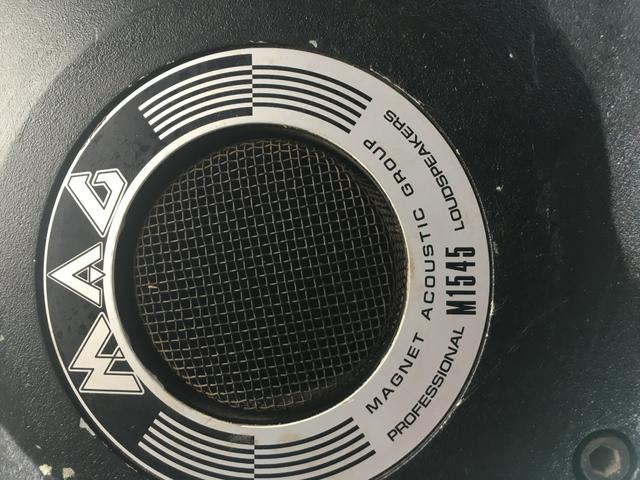 MAG
MAGNET ACOUSTIC GROUP
PROFESSIONAL M1545 LOUDSPEAKERS